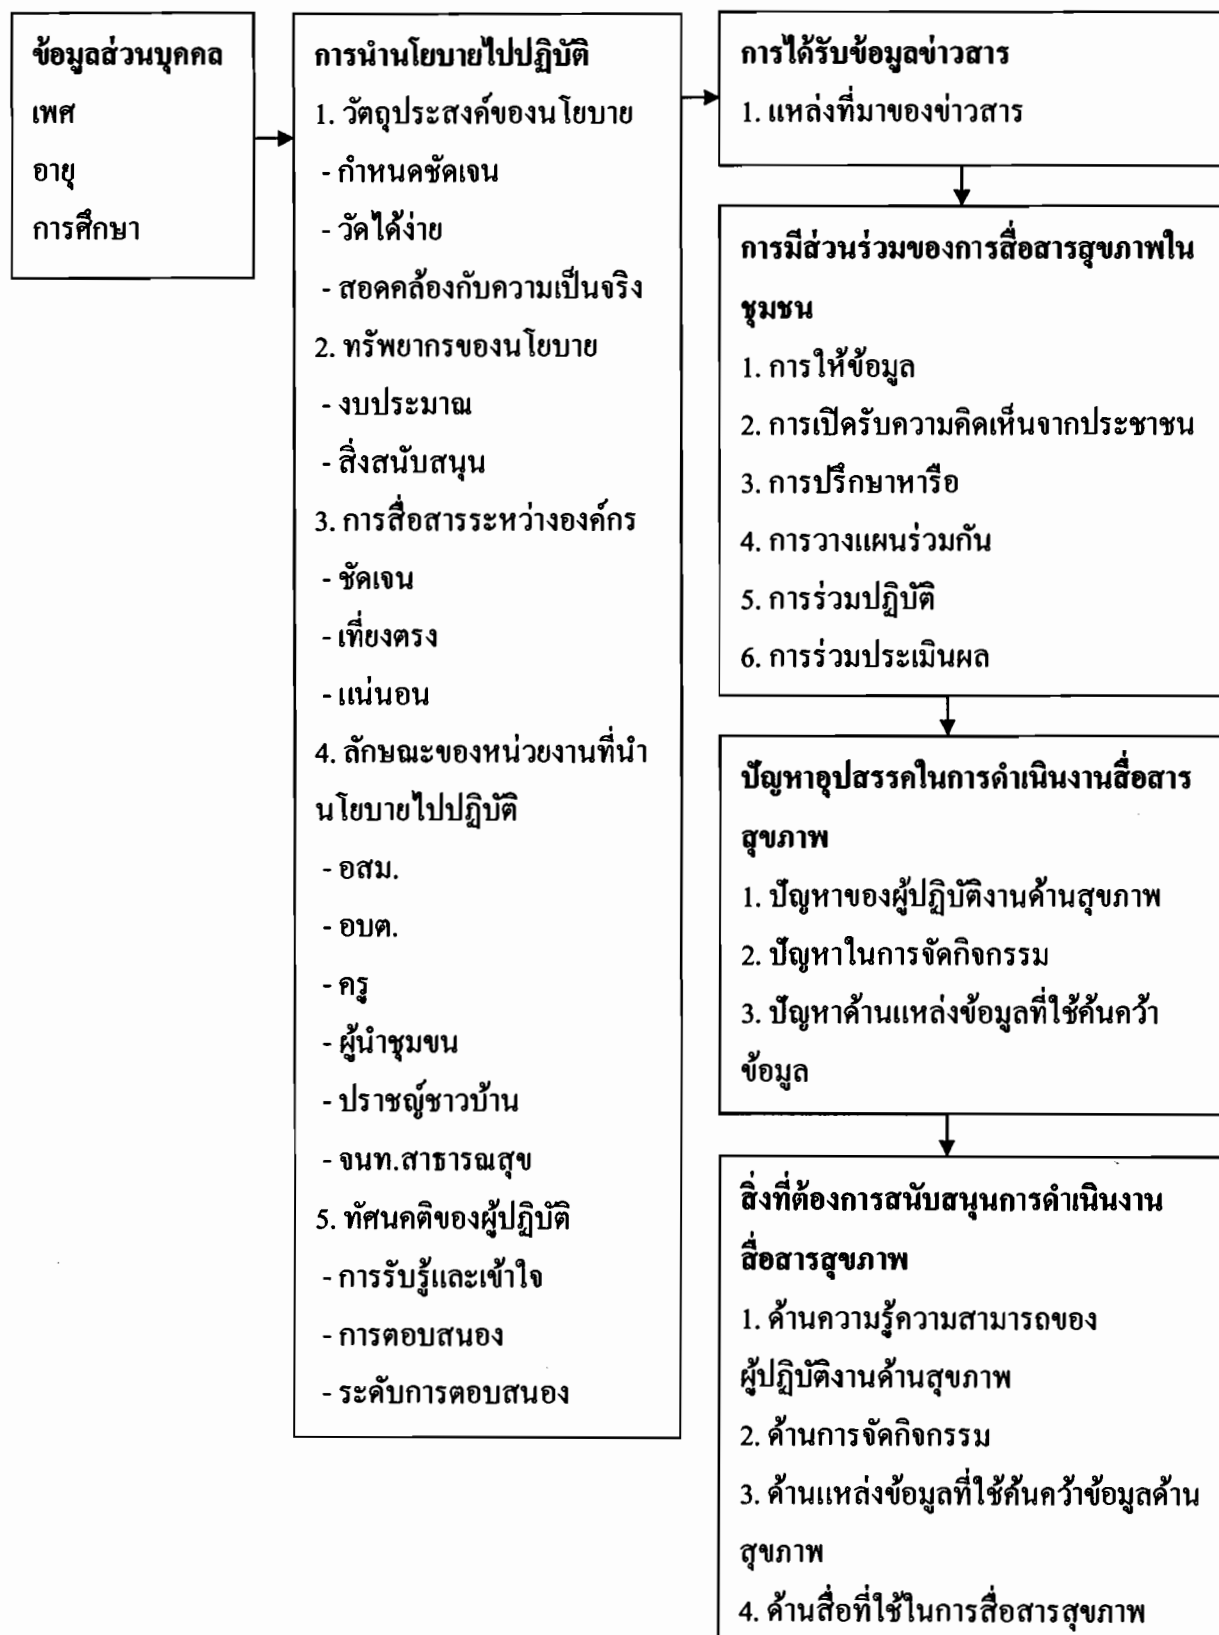 ข้อมูลส่วนบุคคล
เพศ
อายุ
การศึกษา
การนำนโยบายไปปฏิบัติ
1. วัตถุประสงค์ของนโยบาย
- กำหนดชัดเจน
- วัดได้ง่าย
- สอดคล้องกับความเป็นจริง
2. ทรัพยากรของนโยบาย
- งบประมาณ
- สิ่งสนับสนุน
3. การสื่อสารระหว่างองค์กร
- ชัดเจน
- เที่ยงตรง
- แน่นอน
4. ลักษณะของหน่วยงานที่นำ
นโยบายไปปฏิบัติ
- อสม.
- อบต.
- ครู
- ผู้นำชุมขน
- ปราชญ์ชาวบ้าน
- จนท.สาธารณสุข
5. ทัศนคติของผู้ปฏิบัติ
- การรับรู้และเข้าใจ
- การตอบสนอง
- ระดับการตอบสนอง
การได้รับข้อมูลข่าวสาร
1. แหล่งที่มาของข่าวสาร
การมีส่วนร่วมของการสื่อสารสุขภาพใน
ชุมชน
1. การให้ข้อมูล
2. การเปิดรับความคิดเห็นจากประชาชน
3. การปรึกษาหารือ
4. การวางแผนร่วมกัน
5. การร่วมปฏิบัติ
6. การร่วมประเมินผล
ปัญหาอุปสรรคในการดำเนินงานสื่อสาร
สุขภาพ
1. ปัญหาของผู้ปฏิบัติงานด้านสุขภาพ
2. ปัญหาในการจัดกิจกรรม
3. ปัญหาด้านแหล่งข้อมูลที่ใช้ค้นคว้า
ข้อมูล
สิ่งที่ต้องการสนับสนุนการดำเนินงาน
สื่อสารสุขภาพ
1. ด้านความรู้ความสามารถของ
ผู้ปฏิบัติงานด้านสุขภาพ
2. ด้านการจัดกิจกรรม
3. ด้านแหล่งข้อมูลที่ใช้ค้นคว้าข้อมูลด้าน
สุขภาพ
4. ด้านสื่อที่ใช้ในการสื่อสารสุขภาพ